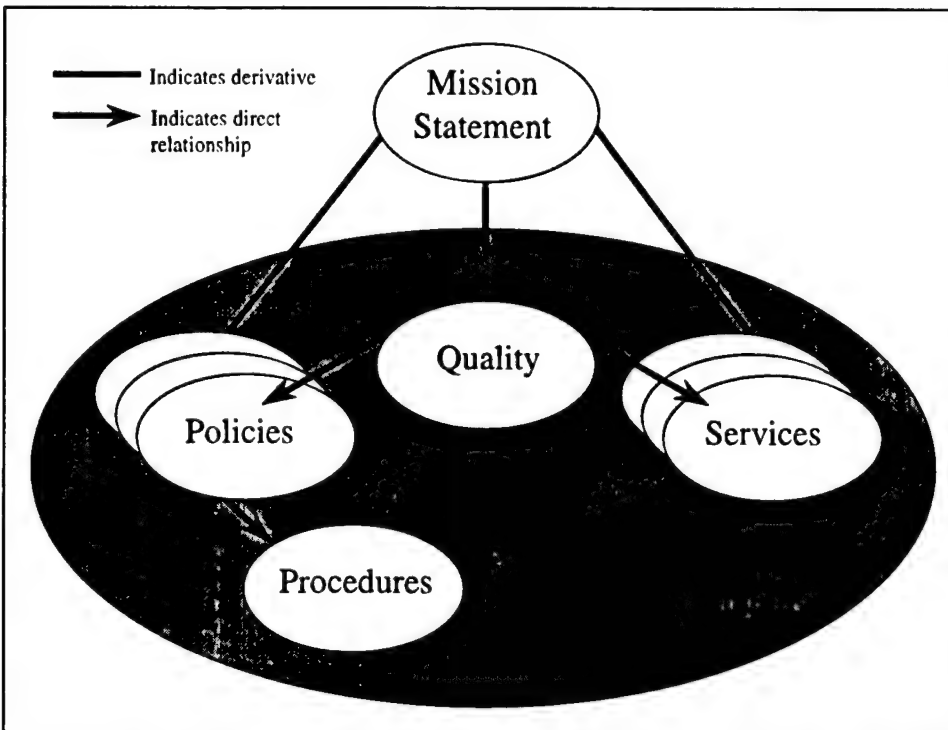 Indicates derivative
Indicates direct
relationship
Mission
Statement
Quality
Policies
Services
Procedures